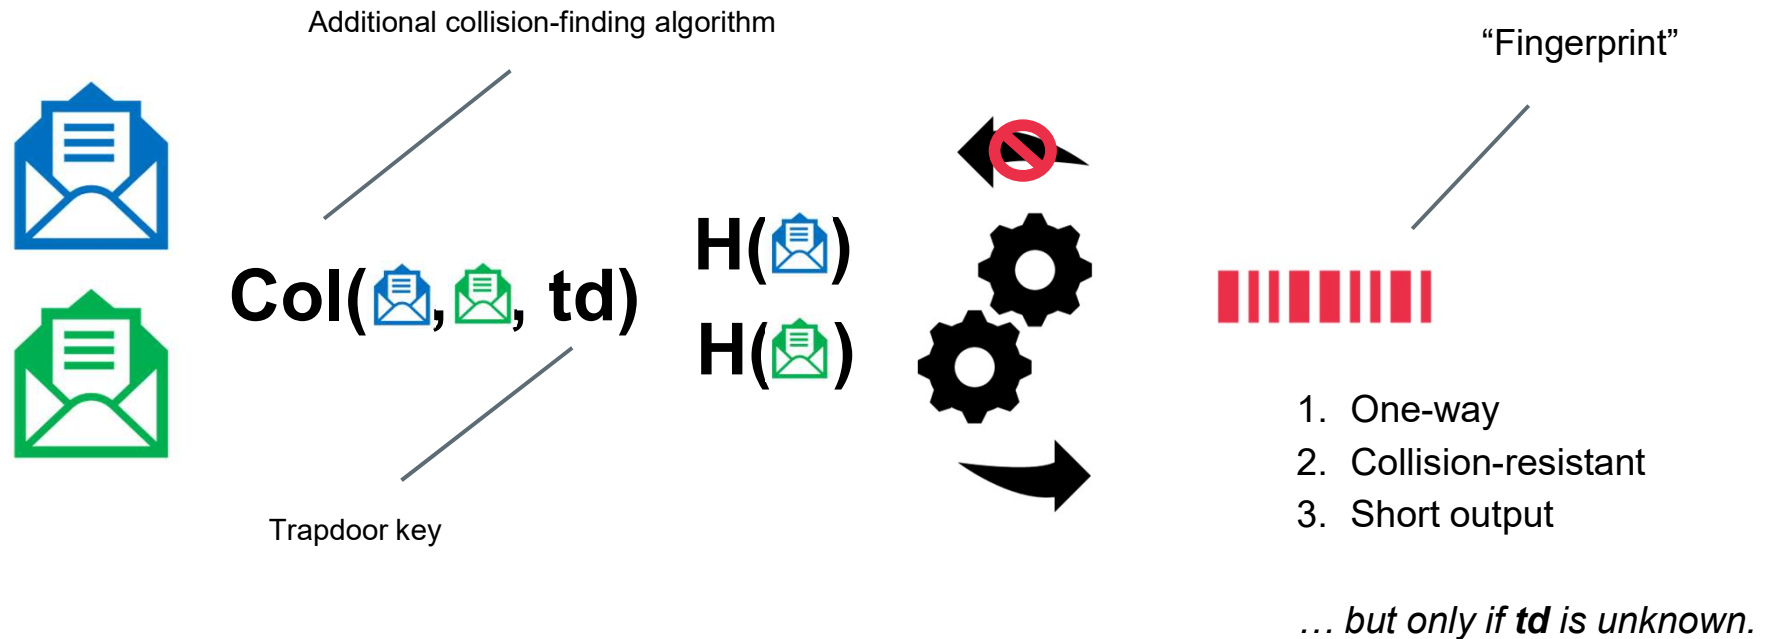 Additional collision-finding algorithm
“Fingerprint”
Col( , , td)
H( )
H( )
Trapdoor key
1. One-way
2. Collision-resistant
3. Short output
… but only if td is unknown.